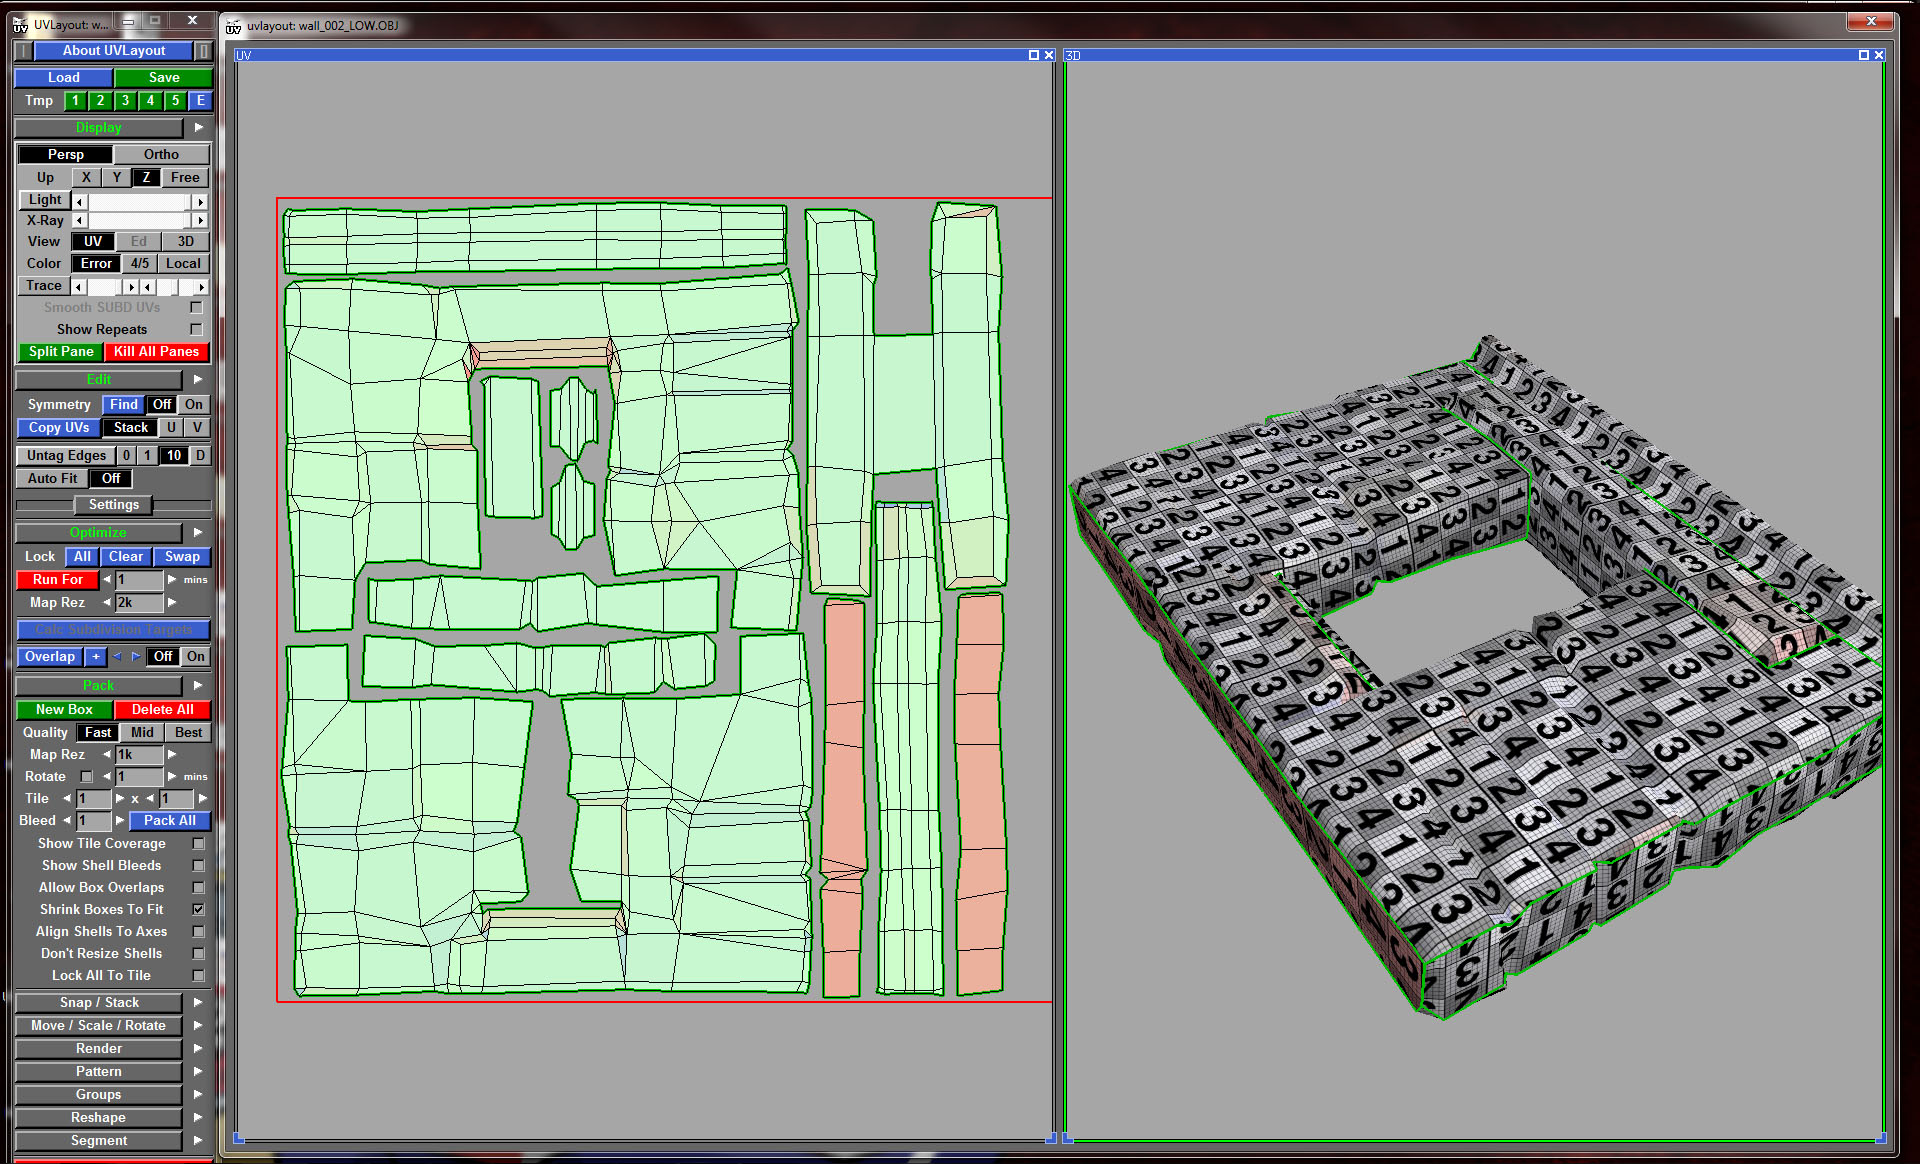 UVLayout: w...
About UVLayout
Load Save
Tmp 1 2 3 4 5 E
Display
Persp Ortho
Up X Y Z Free
Light
X-Ray
View UV Ed 3D
Color Error 4/5 Local
Trace
Smooth SUBD UVs
Show Repeats
Split Pane Kill All Panes
Edit
Symmetry Find Off On
Copy UVs Stack U V
Untag Edges 0 1 10 D
Auto Fit Off
Settings
Optimize
Lock All Clear Swap
Run For 1 mins
Map Rez 2k
Calc Subdivision Targets
Overlap + Off On
Pack
New Box Delete All
Quality Fast Mid Best
Map Rez 1k
Rotate 1 mins
Tile 1 x 1
Bleed 1 Pack All
Show Tile Coverage
Show Shell Bleeds
Allow Box Overlaps
Shrink Boxes To Fit
Align Shells To Axes
Don't Resize Shells
Lock All To Tile
Snap / Stack
Move / Scale / Rotate
Render
Pattern
Groups
Reshape
Segment
uvlayout: wall_002_LOW.OBJ
UV
3D